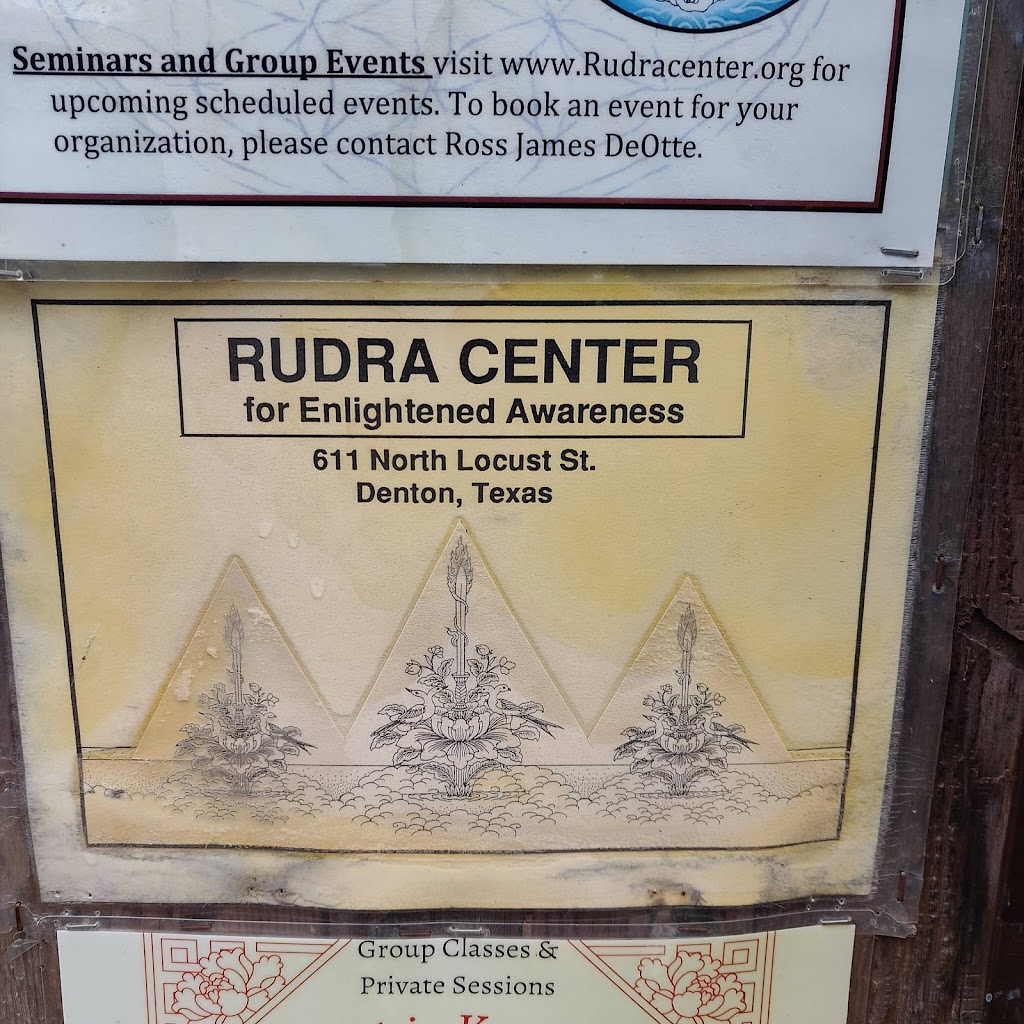 Seminars and Group Events visit www.Rudracenter.org for
upcoming scheduled events. To book an event for your
organization, please contact Ross James DeOtte.
RUDRA CENTER
for Enlightened Awareness
611 North Locust St.
Denton, Texas
Group Classes &
Private Sessions